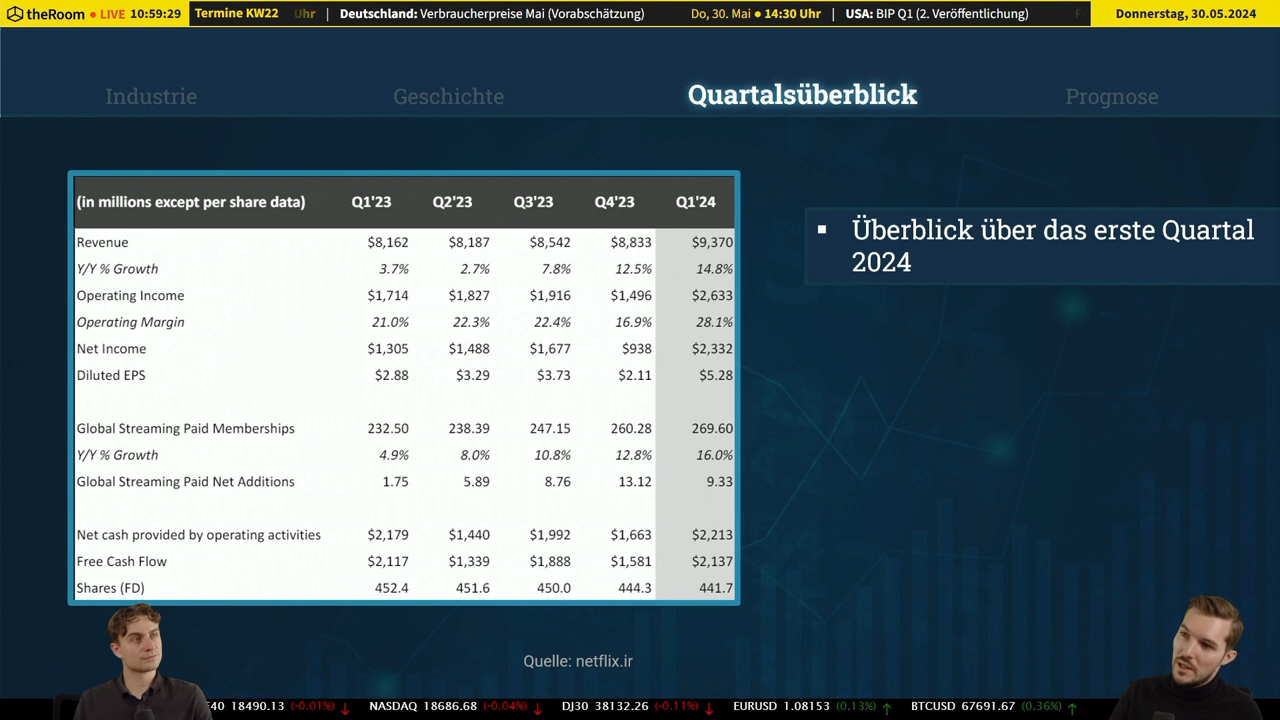 theRoom • LIVE 10:59:29 Termine KW22 Uhr | Deutschland: Verbraucherpreise Mai (Vorabschätzung) Do, 30. Mai • 14:30 Uhr | USA: BIP Q1 (2. Veröffentlichung) Donnerstag, 30.05.2024
Industrie Geschichte Quartalsüberblick Prognose
(in millions except per share data) Q1'23 Q2'23 Q3'23 Q4'23 Q1'24
Revenue $8,162 $8,187 $8,542 $8,833 $9,370
Y/Y % Growth 3.7% 2.7% 7.8% 12.5% 14.8%
Operating Income $1,714 $1,827 $1,916 $1,496 $2,633
Operating Margin 21.0% 22.3% 22.4% 16.9% 28.1%
Net Income $1,305 $1,488 $1,677 $938 $2,332
Diluted EPS $2.88 $3.29 $3.73 $2.11 $5.28
Global Streaming Paid Memberships 232.50 238.39 247.15 260.28 269.60
Y/Y % Growth 4.9% 8.0% 10.8% 12.8% 16.0%
Global Streaming Paid Net Additions 1.75 5.89 8.76 13.12 9.33
Net cash provided by operating activities $2,179 $1,440 $1,992 $1,663 $2,213
Free Cash Flow $2,117 $1,339 $1,888 $1,581 $2,137
Shares (FD) 452.4 451.6 450.0 444.3 441.7
▪ Überblick über das erste Quartal
2024
Quelle: netflix.ir
40 18490.13 (-0.01%) ↓ NASDAQ 18686.68 (-0.04%) ↓ DJ30 38132.26 (-0.11%) ↓ EURUSD 1.08153 (0.13%) ↑ BTCUSD 67691.67 (0.36%) ↑